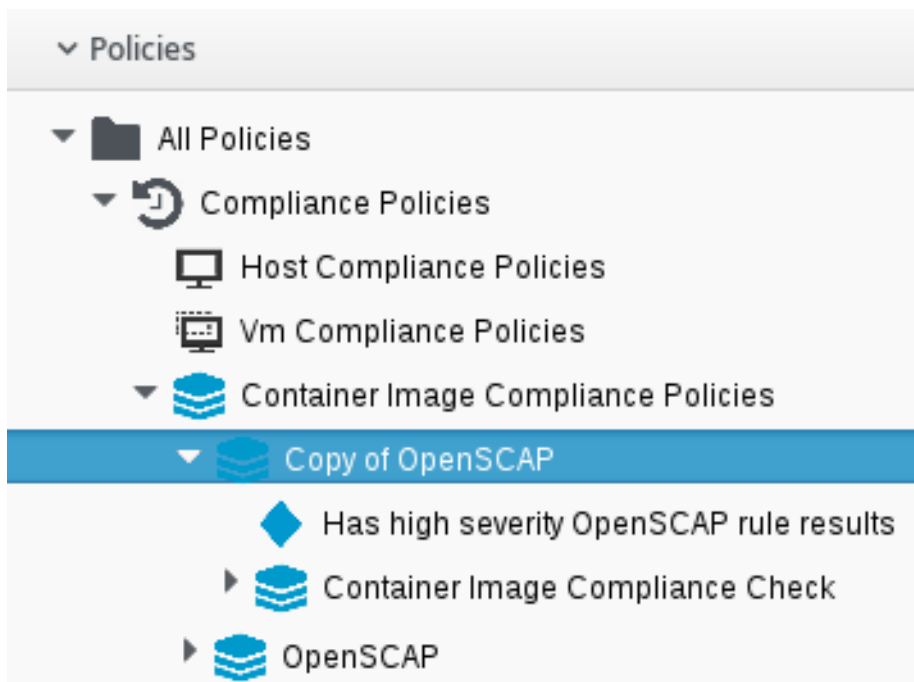 Policies
All Policies
Compliance Policies
Host Compliance Policies
Vm Compliance Policies
Container Image Compliance Policies
Copy of OpenSCAP
Has high severity OpenSCAP rule results
Container Image Compliance Check
OpenSCAP